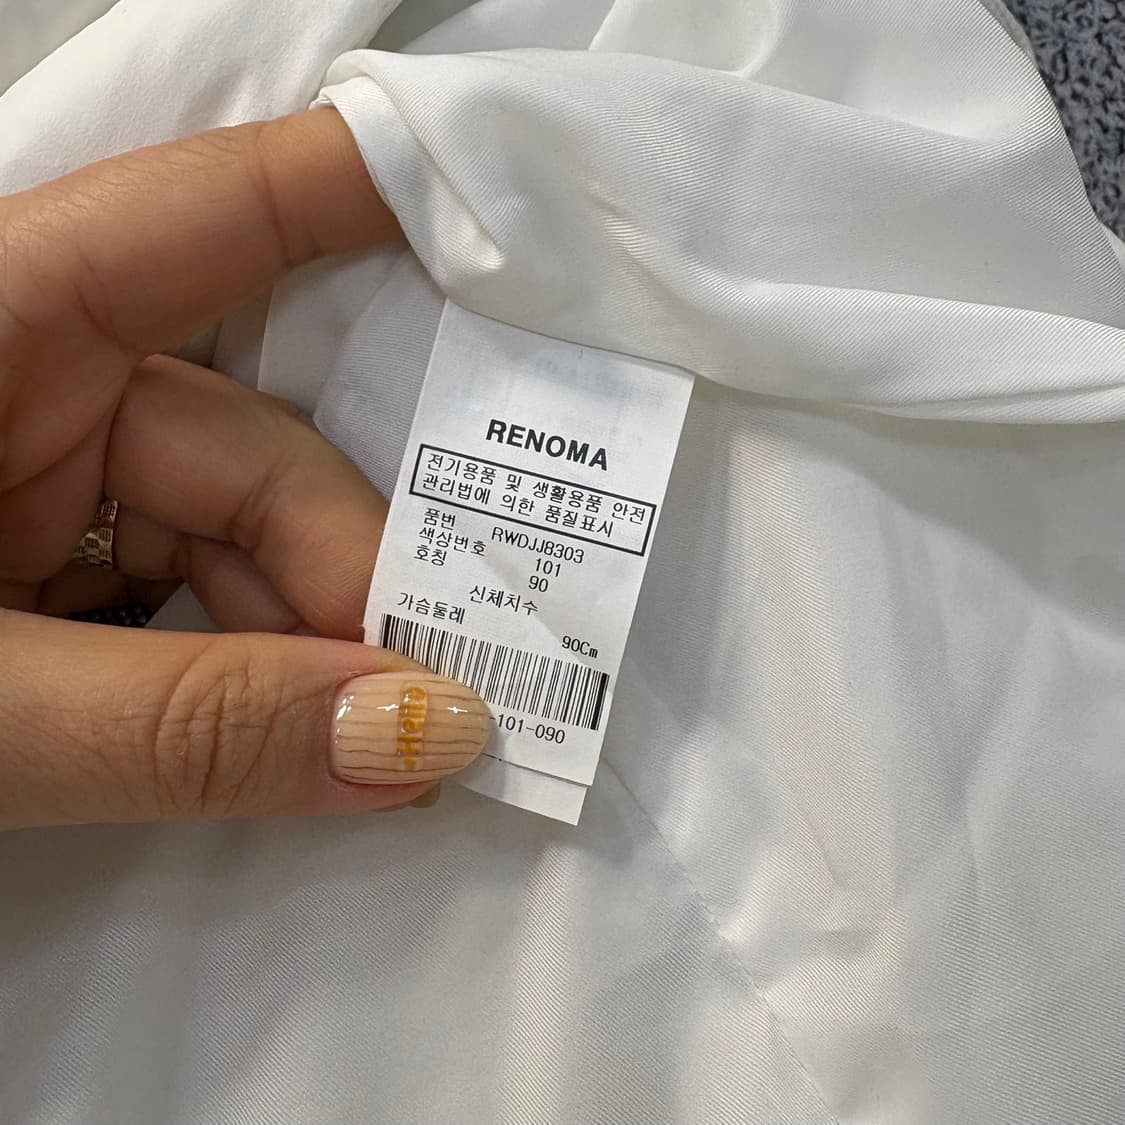 RENOMA
전기용품 및 생활용품 안전
관리법에 의한 품질표시
품번 RWDJJB303
색상번호 101
호칭 90
신체치수
가슴둘레 90Cm
-101-090
Hello